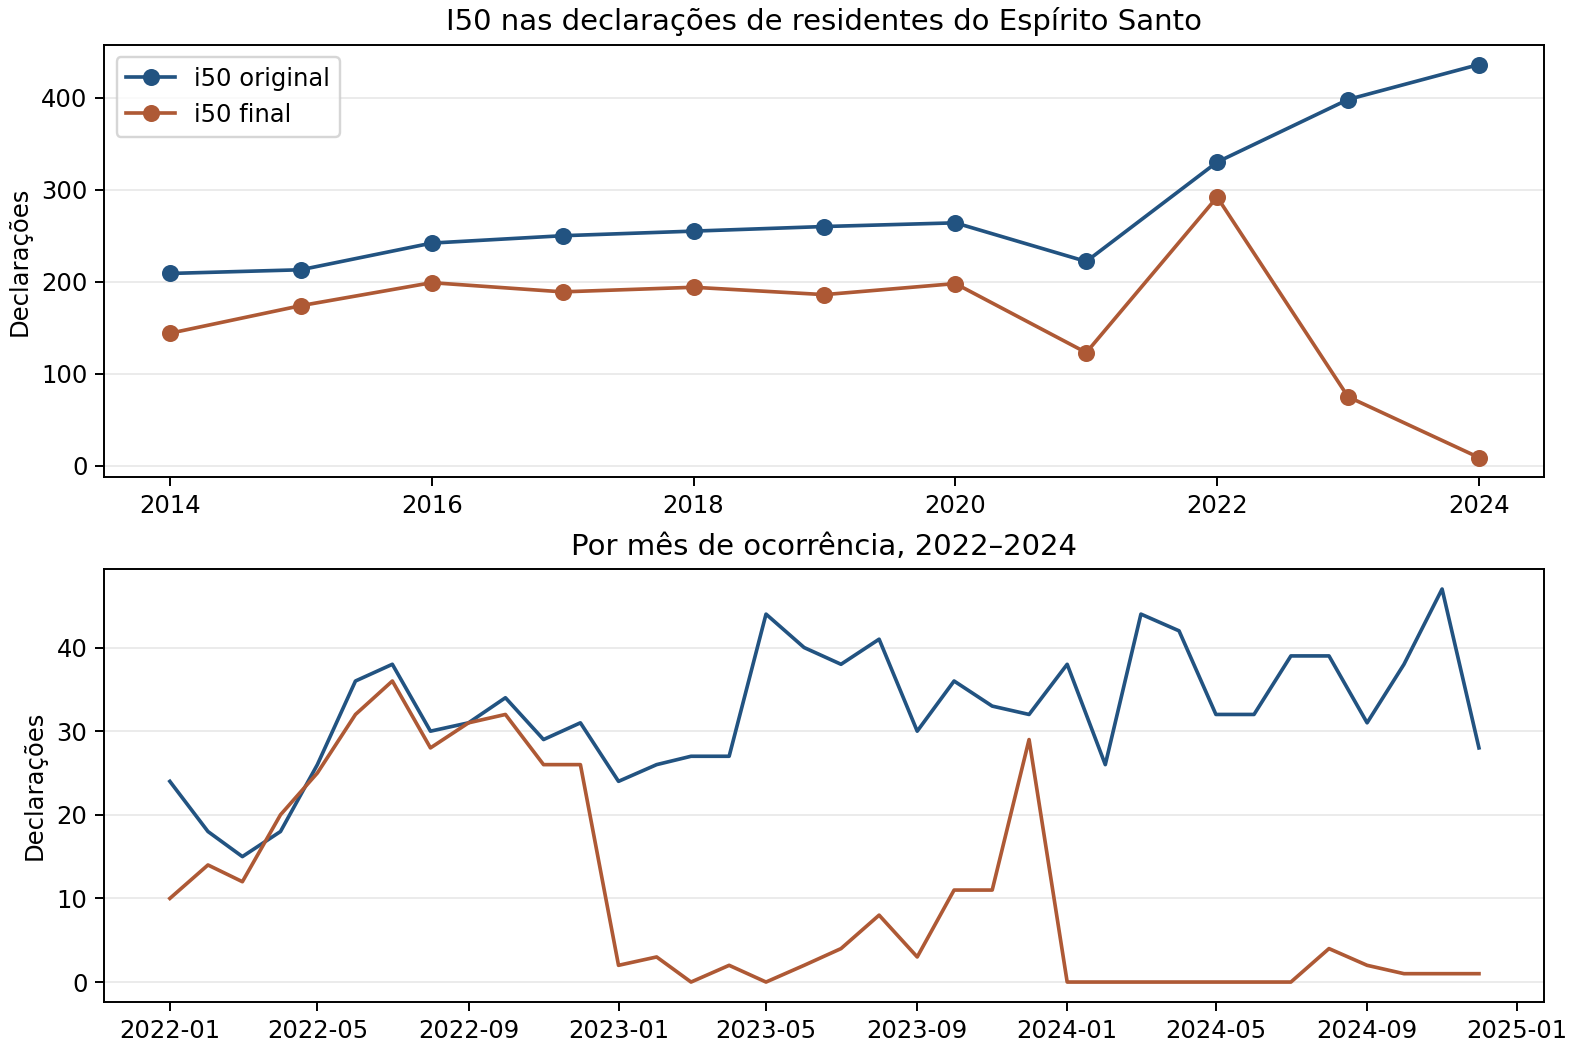 I50 nas declarações de residentes do Espírito Santo
i50 original
i50 final
Declarações
400
300
200
100
0
2014 2016 2018 2020 2022 2024
Por mês de ocorrência, 2022–2024
Declarações
40
30
20
10
0
2022-01 2022-05 2022-09 2023-01 2023-05 2023-09 2024-01 2024-05 2024-09 2025-01